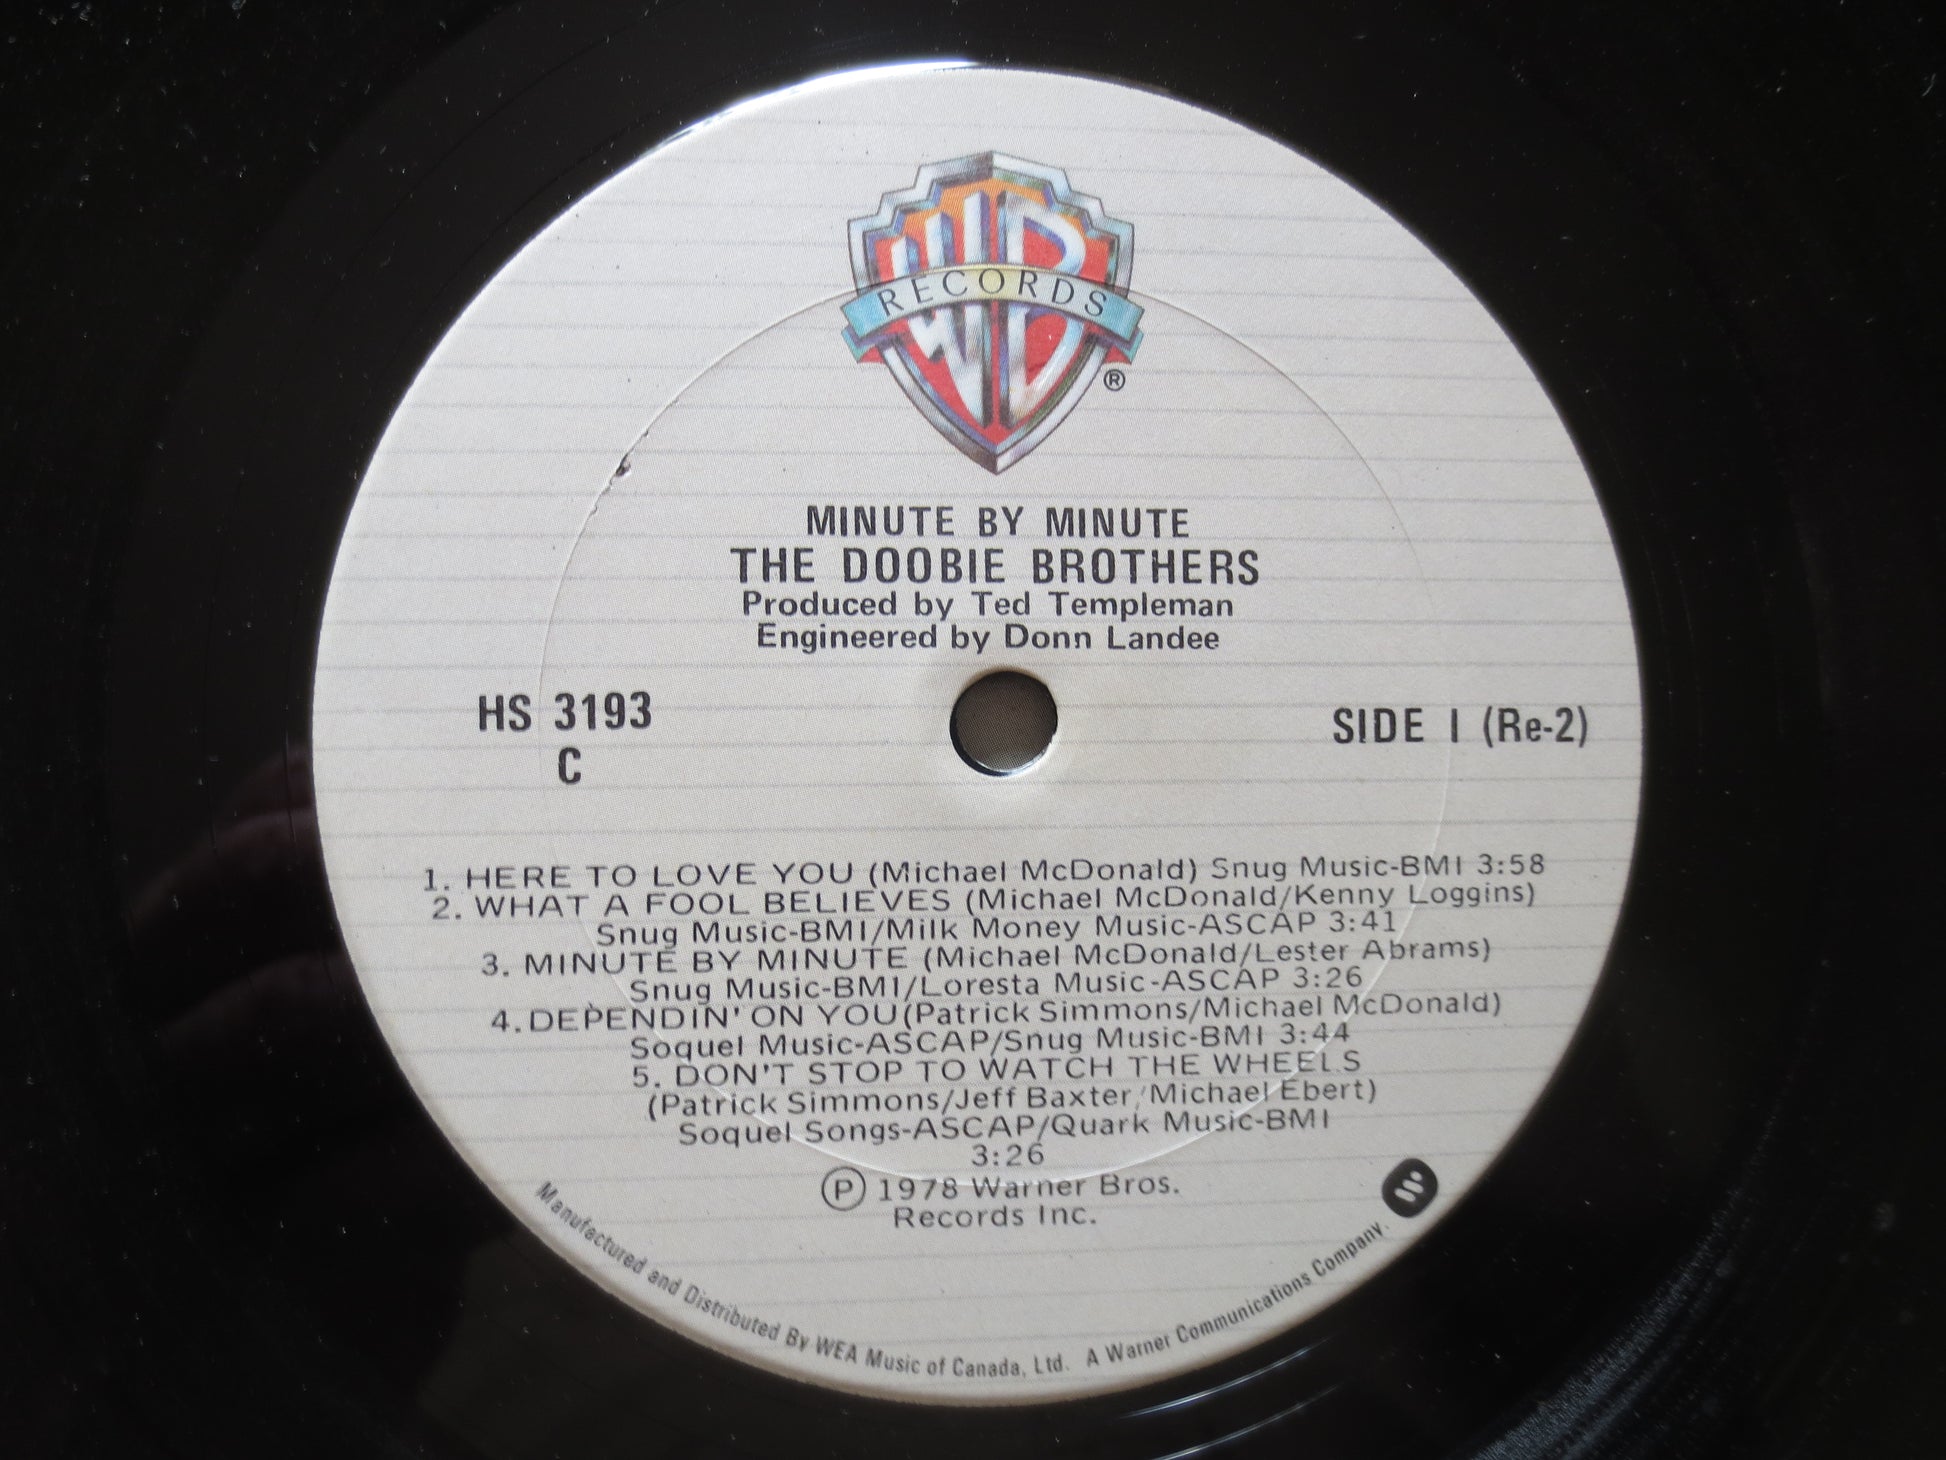 WB
RECORDS
®
MINUTE BY MINUTE
THE DOOBIE BROTHERS
Produced by Ted Templeman
Engineered by Donn Landee
HS 3193
C
SIDE 1 (Re-2)
1. HERE TO LOVE YOU (Michael McDonald) Snug Music-BMI 3:58
2. WHAT A FOOL BELIEVES (Michael McDonald/Kenny Loggins)
Snug Music-BMI/Milk Money Music-ASCAP 3:41
3. MINUTE BY MINUTE (Michael McDonald/Lester Abrams)
Snug Music-BMI/Loresta Music-ASCAP 3:26
4. DEPENDIN' ON YOU (Patrick Simmons/Michael McDonald)
Soquel Music-ASCAP/Snug Music-BMI 3:44
5. DON'T STOP TO WATCH THE WHEELS
(Patrick Simmons/Jeff Baxter/Michael Ebert)
Soquel Songs-ASCAP/Quark Music-BMI
3:26
Ⓟ 1978 Warner Bros.
Records Inc.
Manufactured and Distributed By WEA Music of Canada, Ltd. A Warner Communications Company.